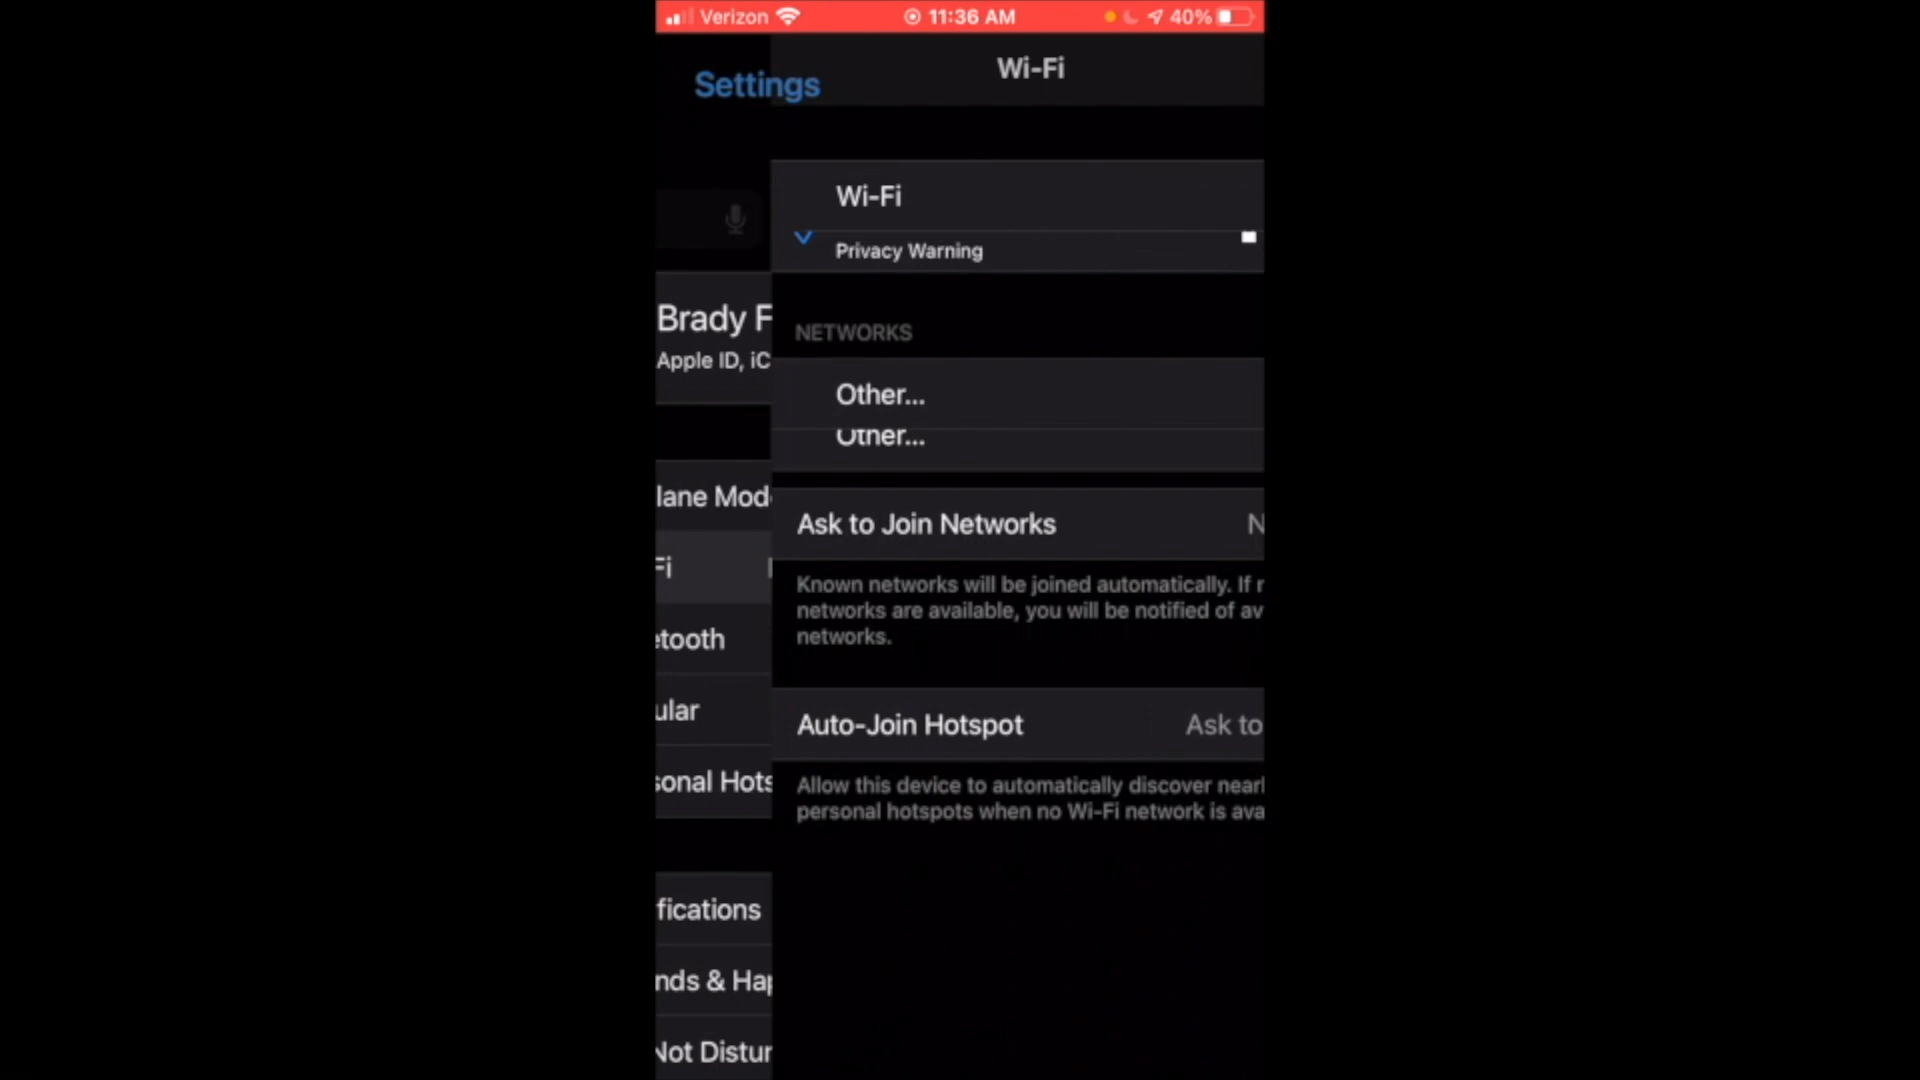 Verizon 11:36 AM 40%
Settings
Wi-Fi
Wi-Fi
Privacy Warning
Brady F
Apple ID, iC
NETWORKS
Other...
Other...
lane Mod
Fi
etooth
ular
sonal Hots
fications
nds & Hap
Not Distur
Ask to Join Networks N
Known networks will be joined automatically. If
networks are available, you will be notified of av
networks.
Auto-Join Hotspot Ask to
Allow this device to automatically discover near
personal hotspots when no Wi-Fi network is ava